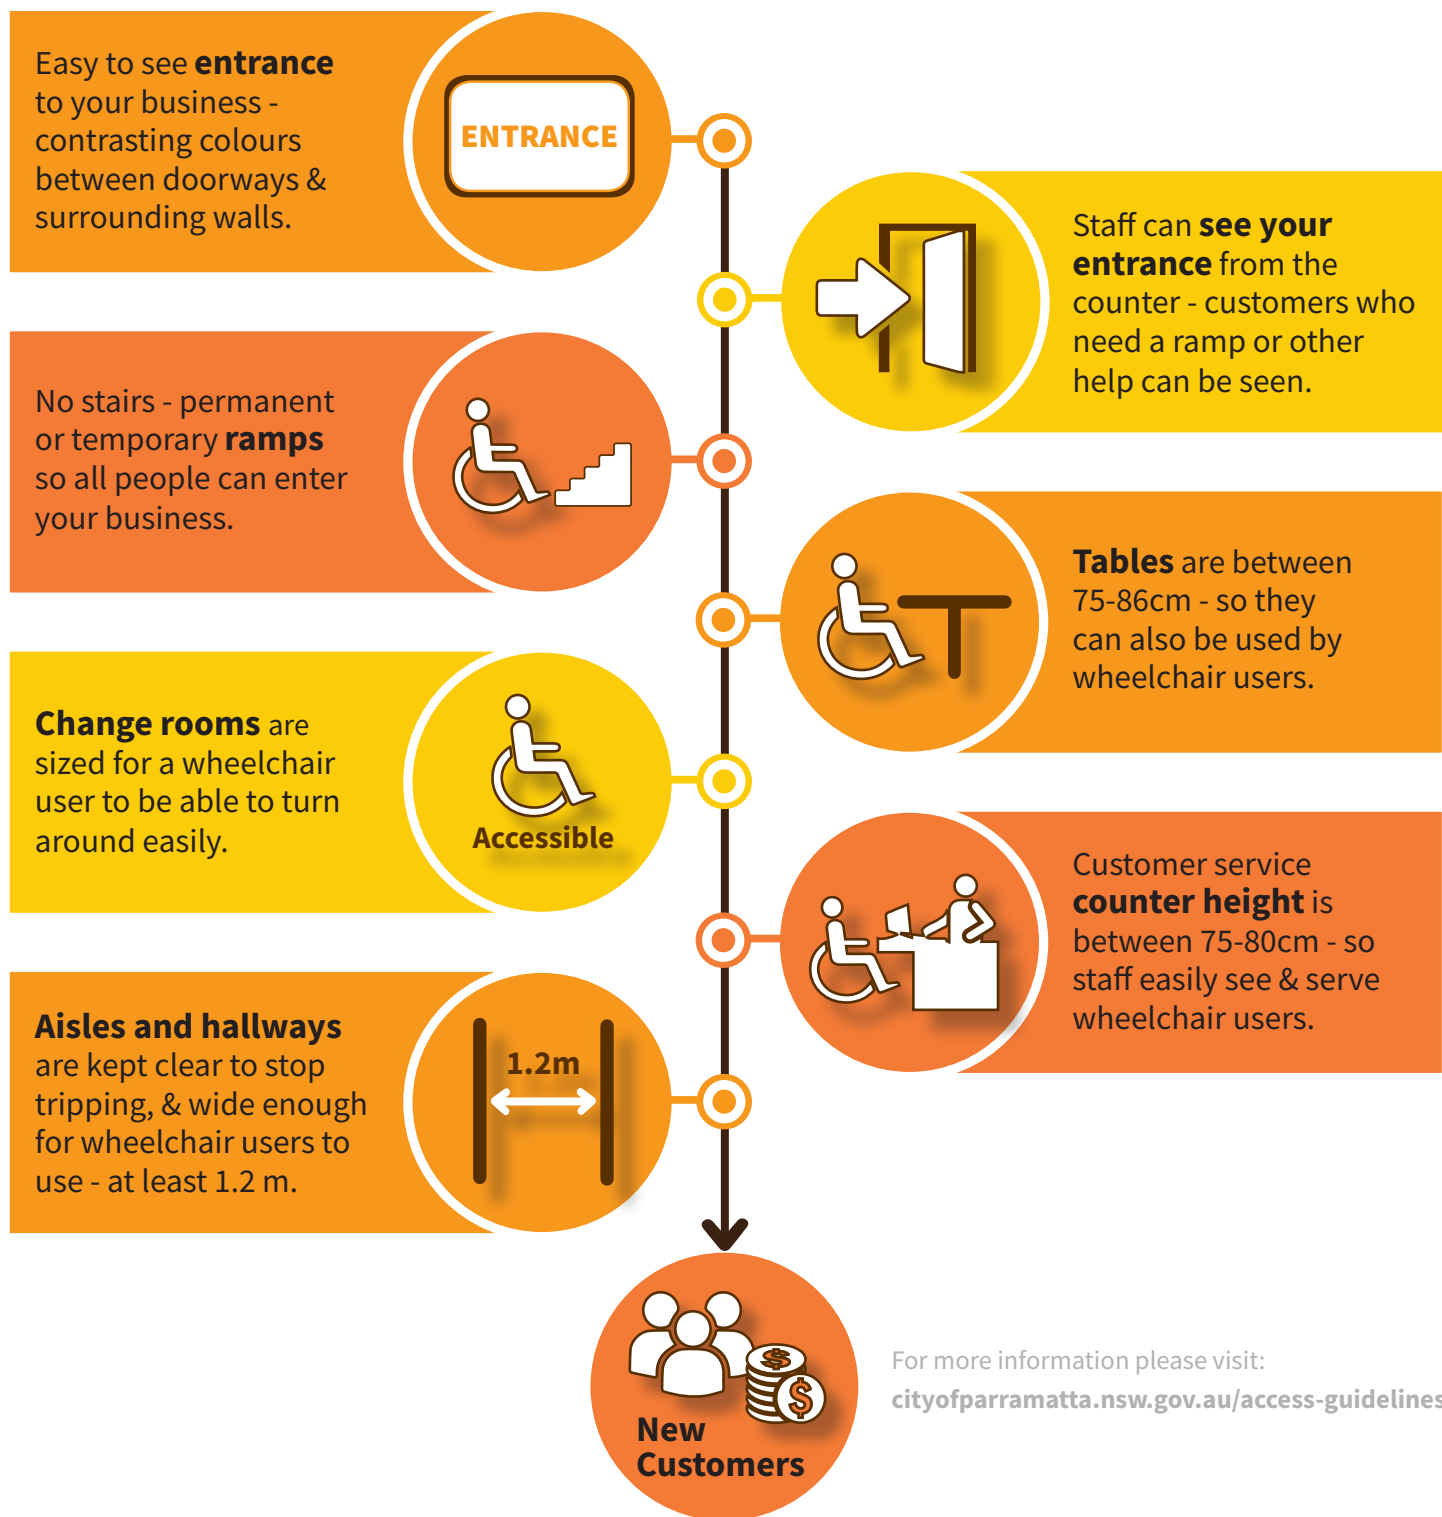 Easy to see entrance
to your business -
contrasting colours
between doorways &
surrounding walls.
ENTRANCE
Staff can see your
entrance from the
counter - customers who
need a ramp or other
help can be seen.
No stairs - permanent
or temporary ramps
so all people can enter
your business.
Tables are between
75-86cm - so they
can also be used by
wheelchair users.
Change rooms are
sized for a wheelchair
user to be able to turn
around easily.
Accessible
Customer service
counter height is
between 75-80cm - so
staff easily see & serve
wheelchair users.
Aisles and hallways
are kept clear to stop
tripping, & wide enough
for wheelchair users to
use - at least 1.2 m.
1.2m
$
$
New
Customers
For more information please visit:
cityofparramatta.nsw.gov.au/access-guidelines